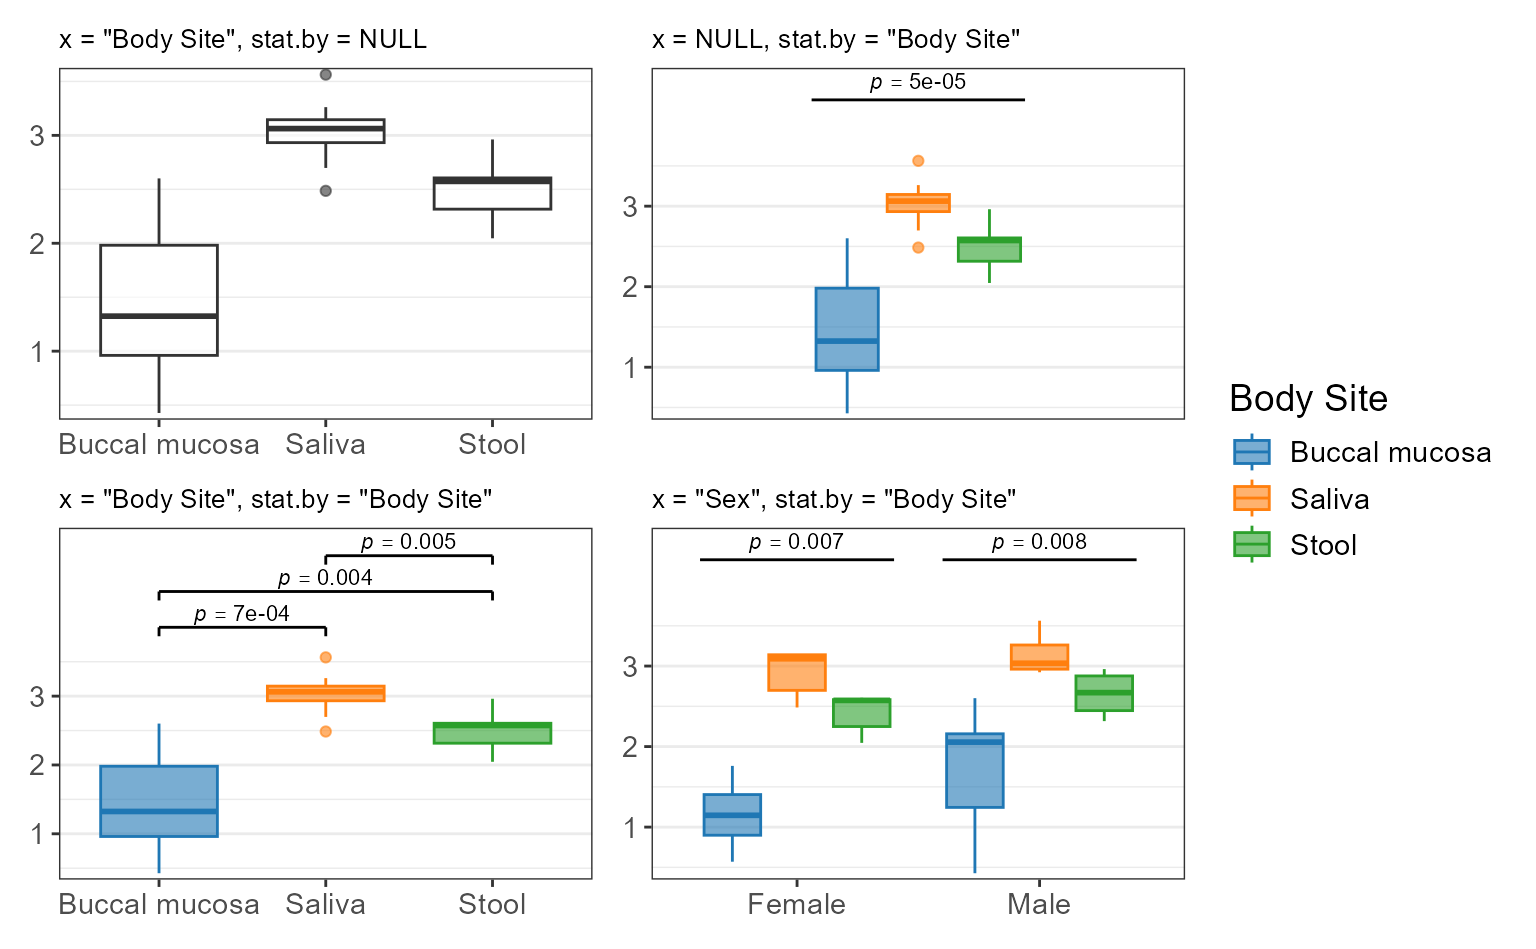 x = "Body Site", stat.by = NULL
3
2
1
Buccal mucosa Saliva Stool
x = NULL, stat.by = "Body Site"
p = 5e-05
3
2
1
x = "Body Site", stat.by = "Body Site"
p = 0.005
p = 0.004
p = 7e-04
3
2
1
Buccal mucosa Saliva Stool
x = "Sex", stat.by = "Body Site"
p = 0.007 p = 0.008
3
2
1
Female Male
Body Site
Buccal mucosa
Saliva
Stool